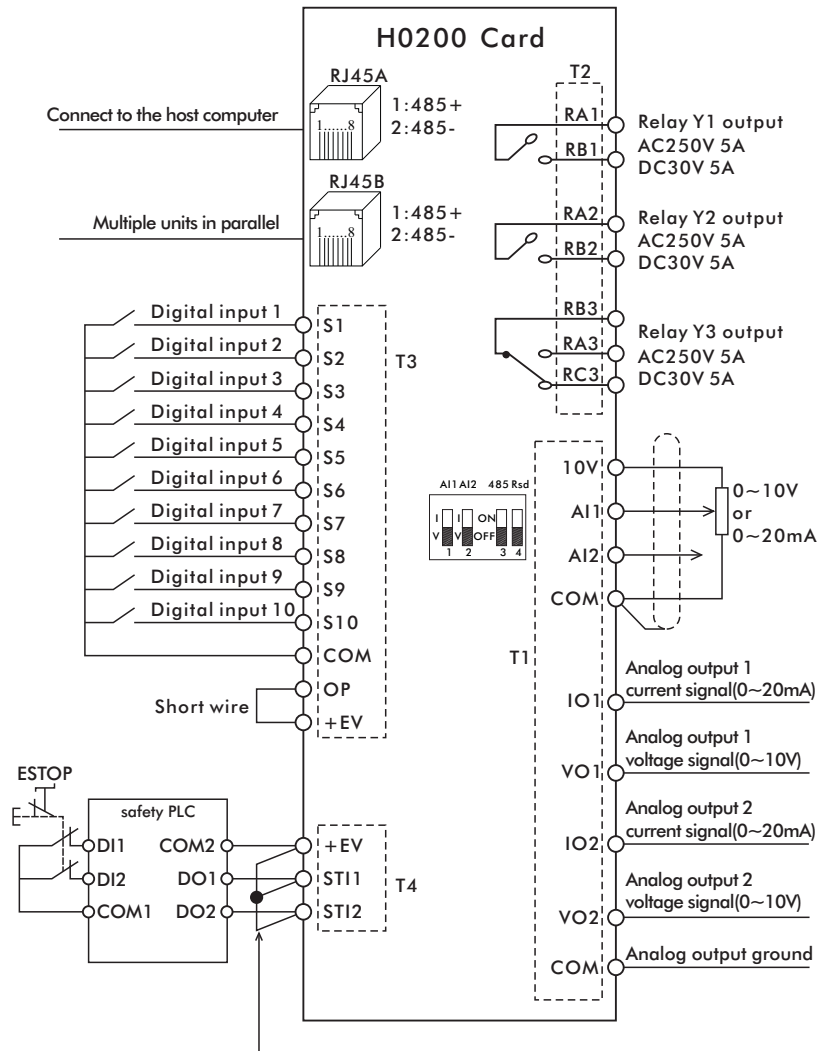 H0200 Card
RJ45A
1:485+
2:485-
1......8
Connect to the host computer
RJ45B
1:485+
2:485-
1......8
Multiple units in parallel
T2
RA1
RB1
Relay Y1 output
AC250V 5A
DC30V 5A
RA2
RB2
Relay Y2 output
AC250V 5A
DC30V 5A
RB3
RA3
RC3
Relay Y3 output
AC250V 5A
DC30V 5A
Digital input 1
S1
Digital input 2
S2
Digital input 3
S3
Digital input 4
S4
Digital input 5
S5
Digital input 6
S6
Digital input 7
S7
Digital input 8
S8
Digital input 9
S9
Digital input 10
S10
COM
OP
+EV
Short wire
T3
AI1 AI2 485 Rsd
I I ON
V V OFF
1 2 3 4
10V
AI1
AI2
COM
0~10V
or
0~20mA
T1
IO1
Analog output 1
current signal(0~20mA)
VO1
Analog output 1
voltage signal(0~10V)
IO2
Analog output 2
current signal(0~20mA)
VO2
Analog output 2
voltage signal(0~10V)
COM
Analog output ground
ESTOP
safety PLC
DI1 COM2
DI2 DO1
COM1 DO2
+EV
STI1
STI2
T4